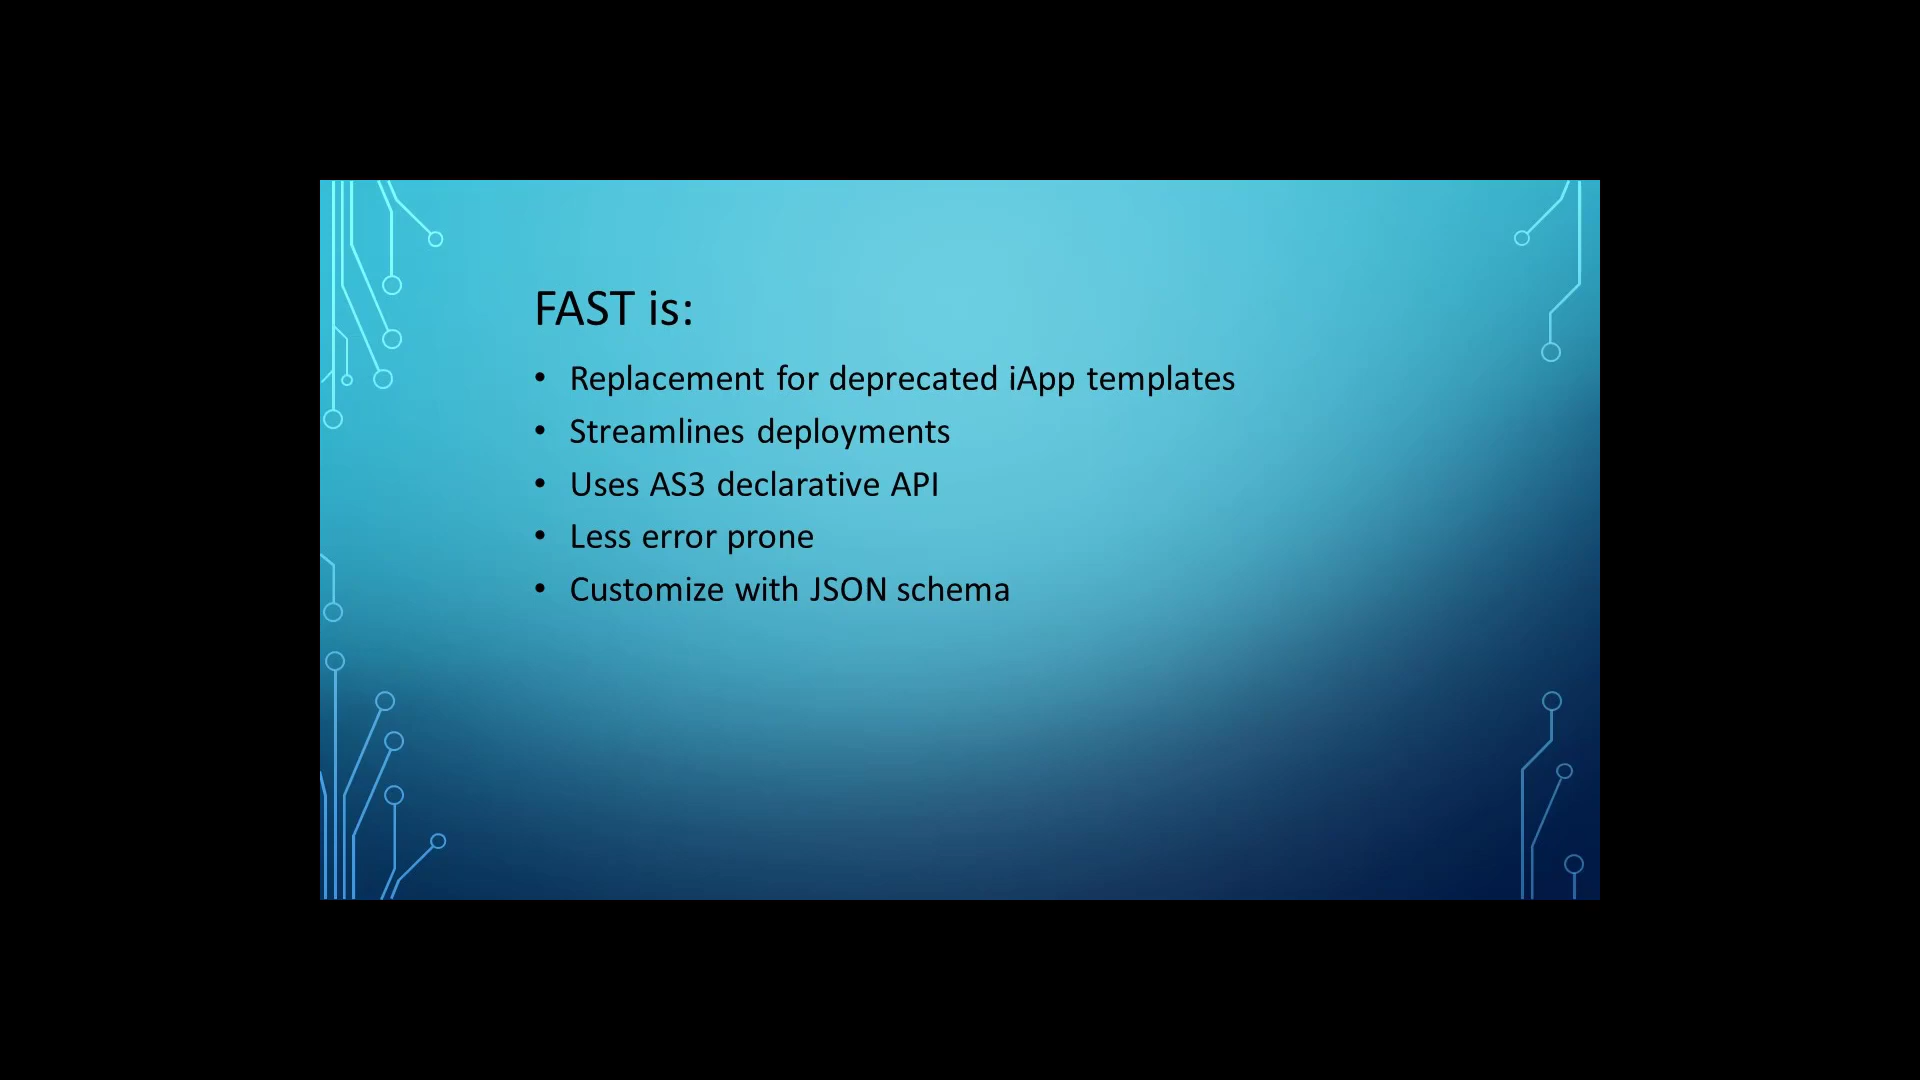 FAST is:
• Replacement for deprecated iApp templates
• Streamlines deployments
• Uses AS3 declarative API
• Less error prone
• Customize with JSON schema